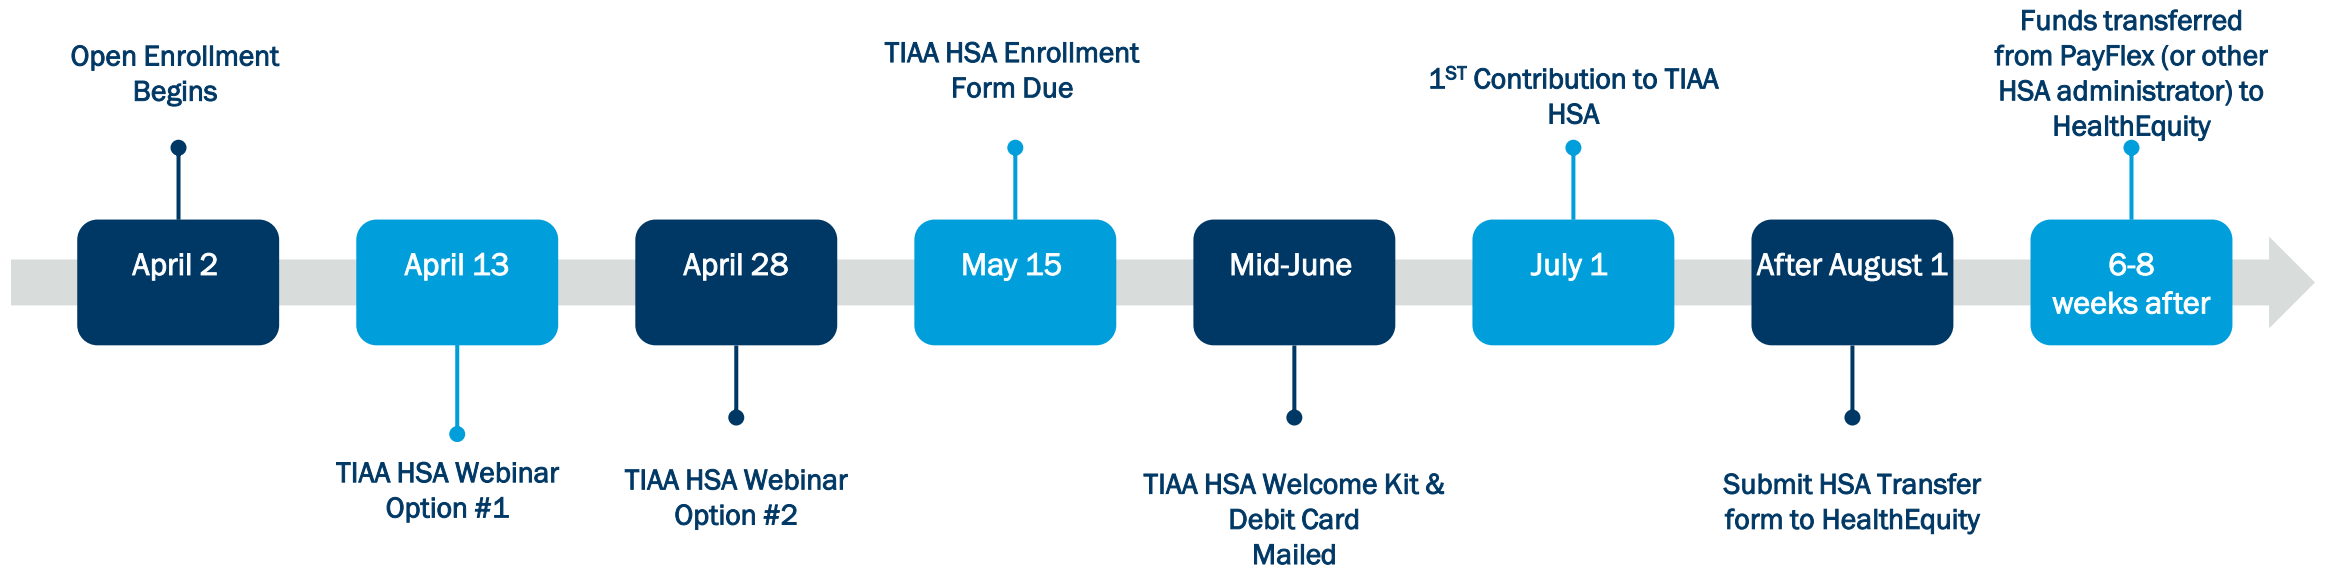 Open Enrollment
Begins
April 2
April 13
TIAA HSA Webinar
Option #1
April 28
TIAA HSA Webinar
Option #2
TIAA HSA Enrollment
Form Due
May 15
Mid-June
TIAA HSA Welcome Kit &
Debit Card
Mailed
1ST Contribution to TIAA
HSA
July 1
After August 1
Submit HSA Transfer
form to HealthEquity
Funds transferred
from PayFlex (or other
HSA administrator) to
HealthEquity
6-8
weeks after